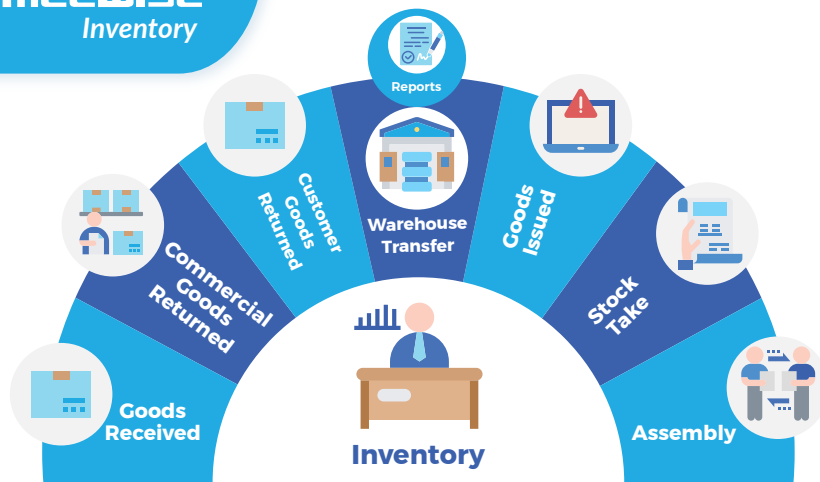 Inventory
Reports
Warehouse
Transfer
Customer
Goods
Returned
Goods
Issued
Commercial
Goods
Returned
Stock
Take
Goods
Received
Assembly
Inventory